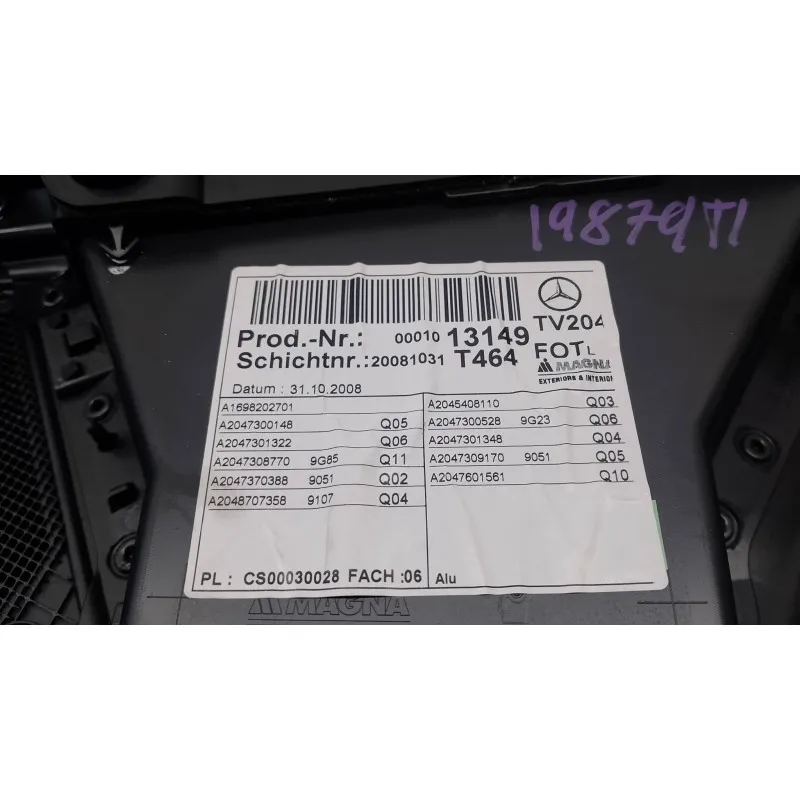 19879T1
Prod.-Nr.: 00010 13149 TV204
Schichtnr.: 20081031 T464 FOTL
MAGNA
EXTERIORS & INTERIOR
Datum : 31.10.2008
A1698202701
A2047300148 Q05
A2047301322 Q06
A2047308770 9G85 Q11
A2047370388 9051 Q02
A2048707358 9107 Q04
A2045408110 Q03
A2047300528 9G23 Q06
A2047301348 Q04
A2047309170 9051 Q05
A2047601561 Q10
PL : CS00030028 FACH :06 Alu
MAGNA